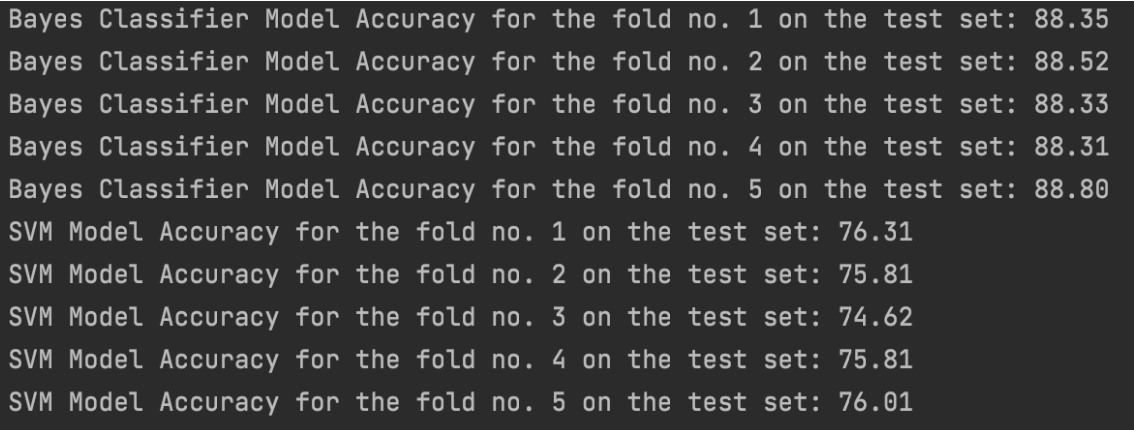 Bayes Classifier Model Accuracy for the fold no. 1 on the test set: 88.35
Bayes Classifier Model Accuracy for the fold no. 2 on the test set: 88.52
Bayes Classifier Model Accuracy for the fold no. 3 on the test set: 88.33
Bayes Classifier Model Accuracy for the fold no. 4 on the test set: 88.31
Bayes Classifier Model Accuracy for the fold no. 5 on the test set: 88.80
SVM Model Accuracy for the fold no. 1 on the test set: 76.31
SVM Model Accuracy for the fold no. 2 on the test set: 75.81
SVM Model Accuracy for the fold no. 3 on the test set: 74.62
SVM Model Accuracy for the fold no. 4 on the test set: 75.81
SVM Model Accuracy for the fold no. 5 on the test set: 76.01